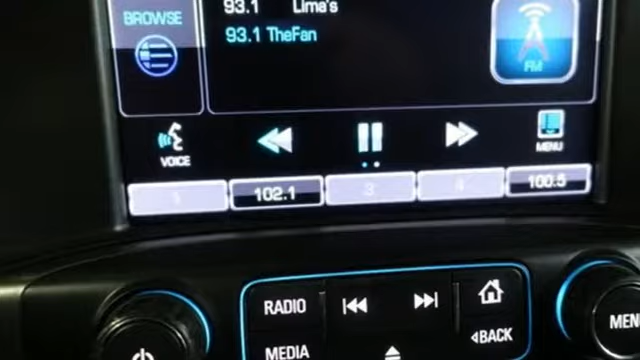 93.1 Lima's
BROWSE
93.1 TheFan
FM
VOICE
MENU
1 102.1 3 4 100.5
RADIO
BACK
MEDIA
MEN